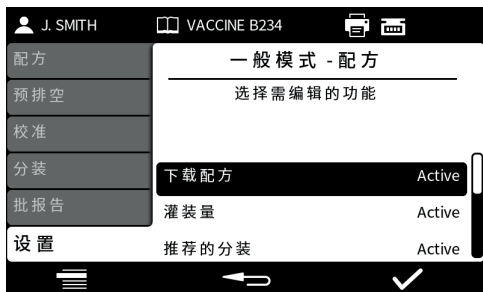 J. SMITH
VACCINE B234
配方
预排空
校准
分装
批报告
设置
一般模式 - 配方
选择需编辑的功能
下载配方 Active
灌装量 Active
推荐的分装 Active